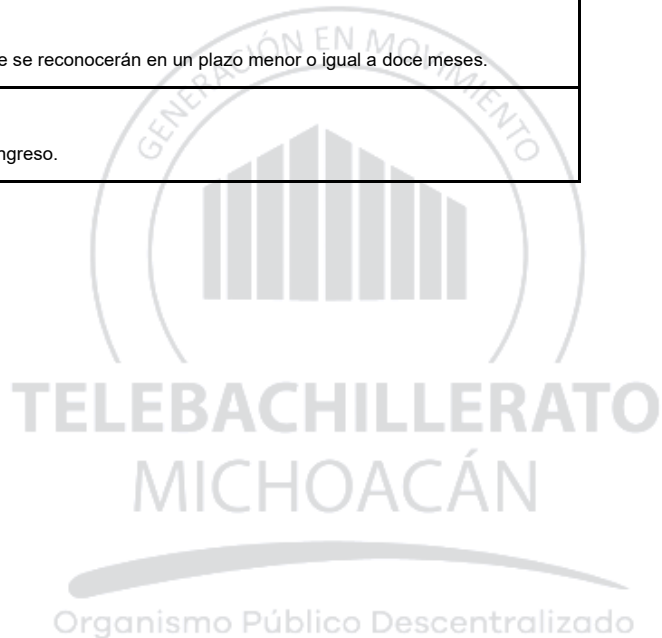 e se reconocerán en un plazo menor o igual a doce meses.
GENERACIÓN EN MOVIMIENTO
ngreso.
TELEBACHILLERATO
MICHOACÁN
Organismo Público Descentralizado